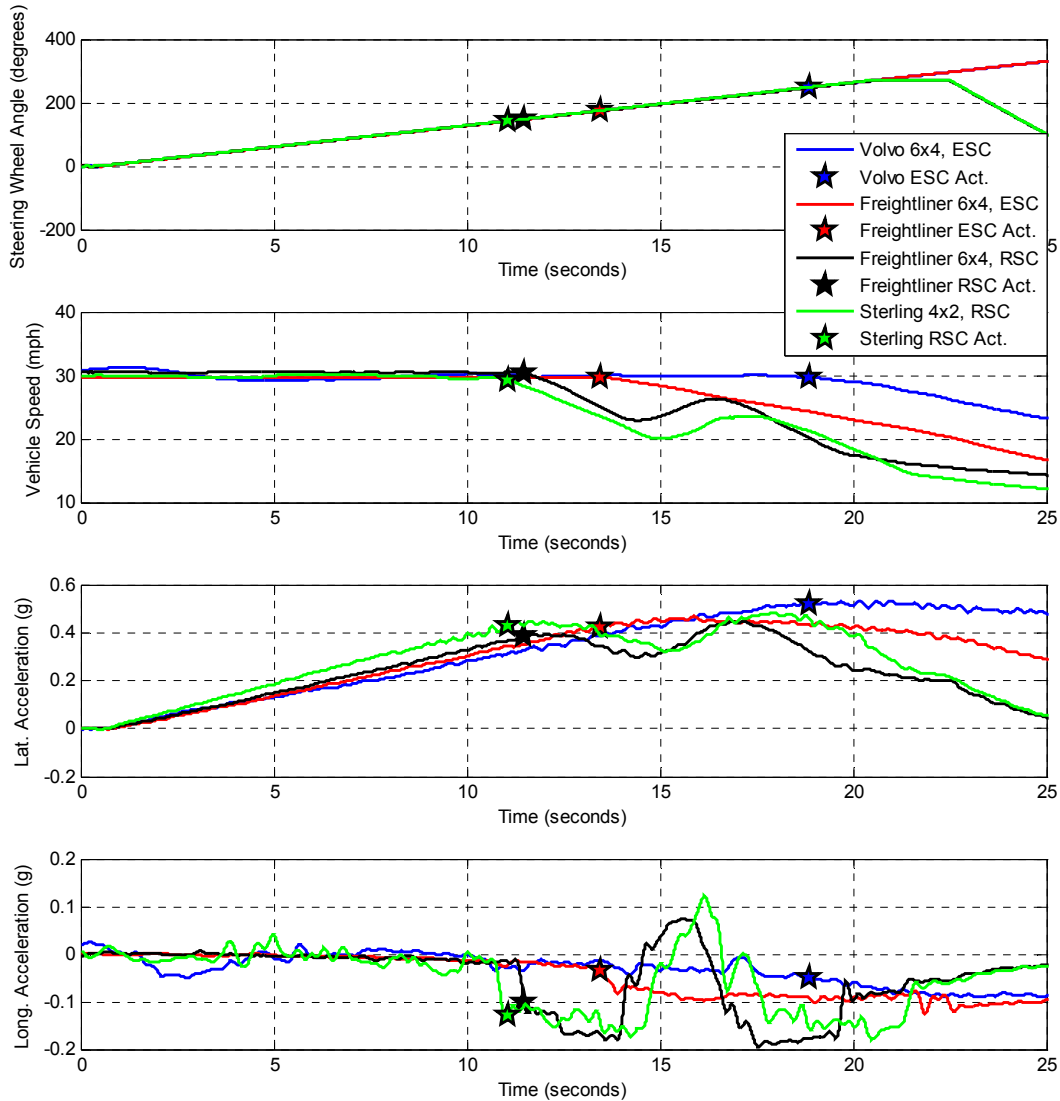 Steering Wheel Angle (degrees)
400
200
0
-200
0
5
10
15
20
25
Time (seconds)
Volvo 6x4, ESC
Volvo ESC Act.
Freightliner 6x4, ESC
Freightliner ESC Act.
Freightliner 6x4, RSC
Freightliner RSC Act.
Sterling 4x2, RSC
Sterling RSC Act.
Vehicle Speed (mph)
40
30
20
10
0
5
10
15
20
25
Time (seconds)
Lat. Acceleration (g)
0.6
0.4
0.2
0
-0.2
0
5
10
15
20
25
Time (seconds)
Long. Acceleration (g)
0.2
0.1
0
-0.1
-0.2
0
5
10
15
20
25
Time (seconds)